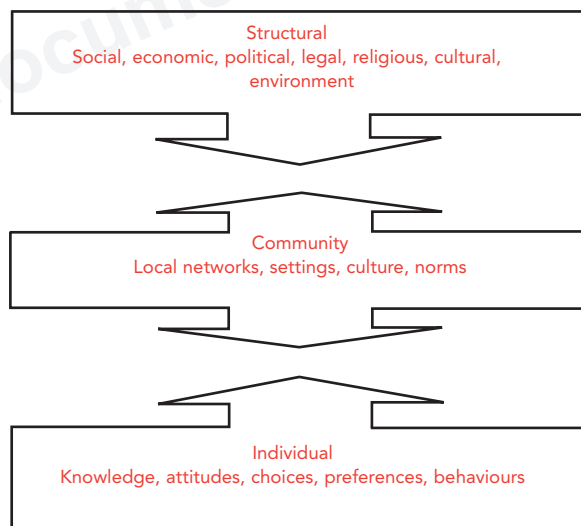 Structural
Social, economic, political, legal, religious, cultural,
environment
Community
Local networks, settings, culture, norms
Individual
Knowledge, attitudes, choices, preferences, behaviours